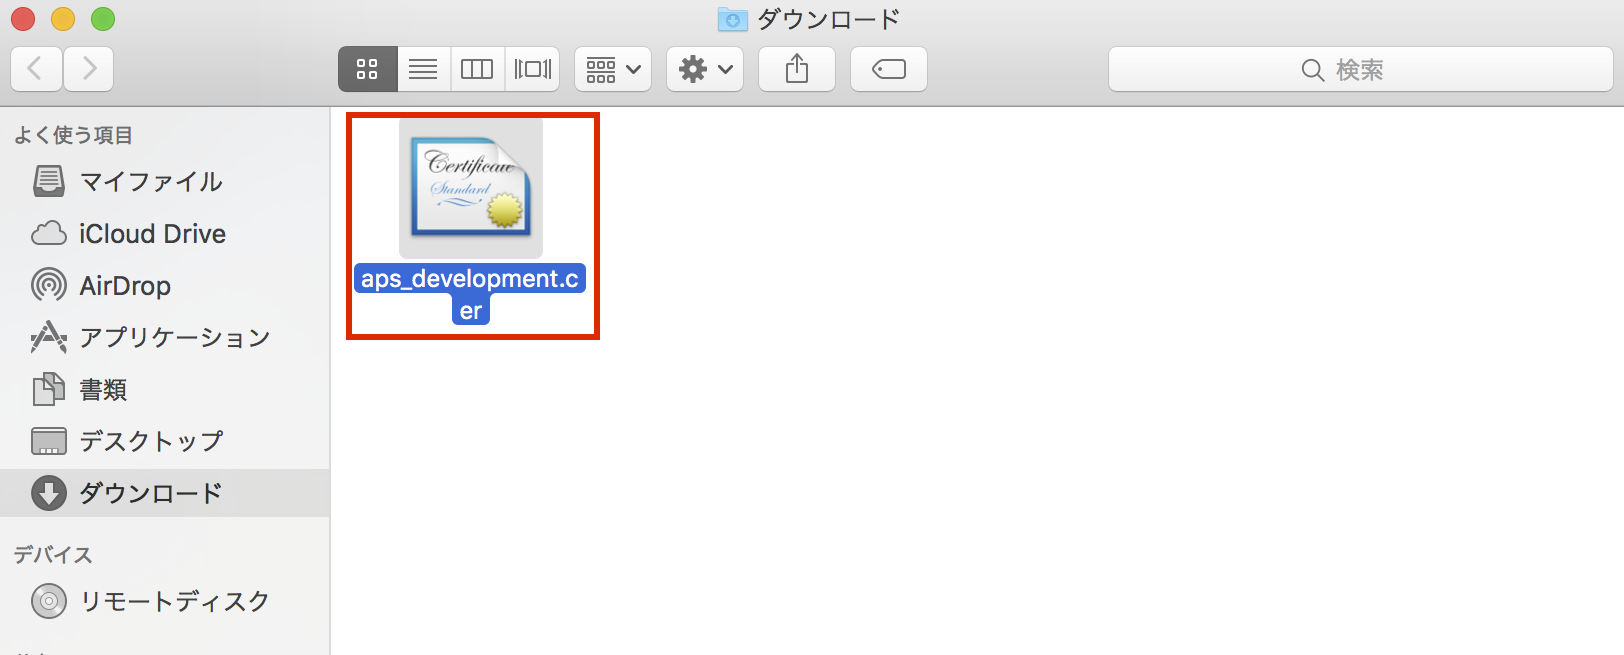 ダウンロード
検索
よく使う項目
マイファイル
iCloud Drive
AirDrop
アプリケーション
書類
デスクトップ
ダウンロード
デバイス
リモートディスク
Certificate
Standard
aps_development.c
er